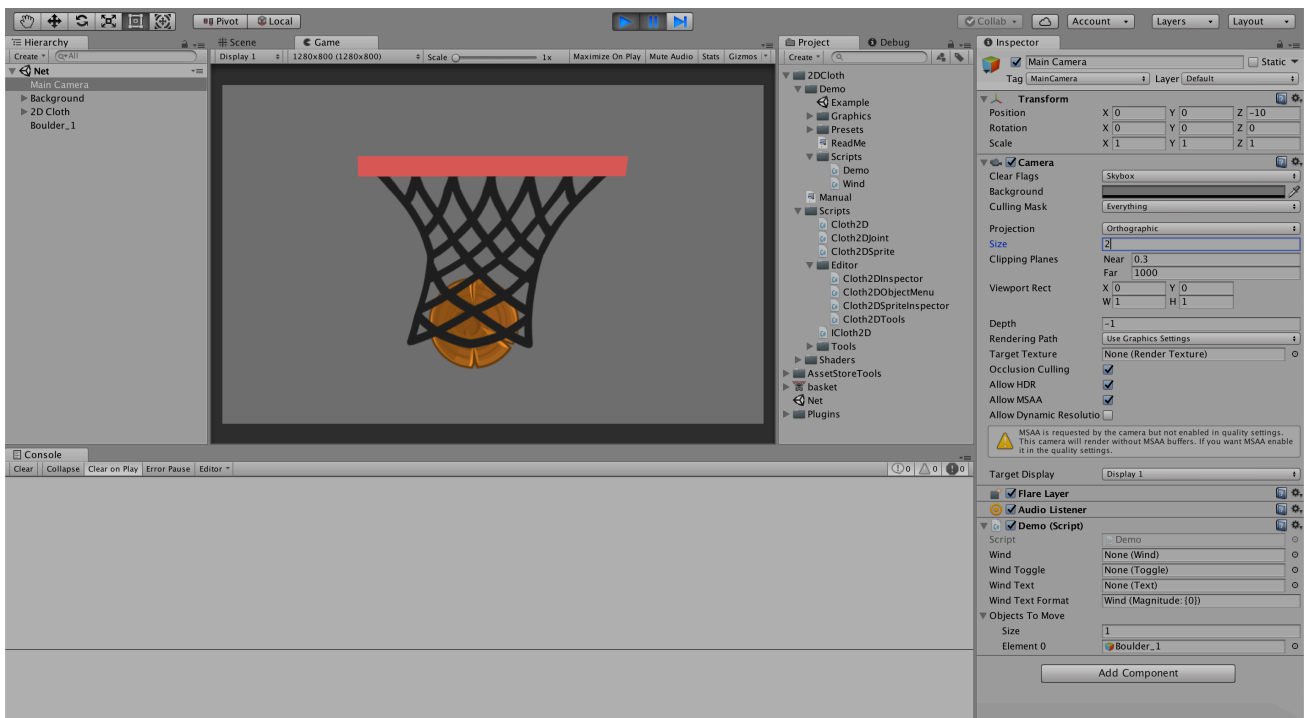 Pivot Local Collab Account Layers Layout
Hierarchy
Create All
Net
Main Camera
Background
2D Cloth
Boulder_1
Scene Game
Display 1 1280x800 (1280x800) Scale 1x Maximize On Play Mute Audio Stats Gizmos
Project Debug
Create
2DCloth
Demo
Example
Graphics
Presets
ReadMe
Scripts
Demo
Wind
Manual
Scripts
Cloth2D
Cloth2DJoint
Cloth2DSprite
Editor
Cloth2DInspector
Cloth2DObjectMenu
Cloth2DSpriteInspector
Cloth2DTools
ICloth2D
Tools
Shaders
AssetStoreTools
basket
Net
Plugins
Console
Clear Collapse Clear on Play Error Pause Editor 0 0 0
Inspector
Main Camera Static
Tag MainCamera Layer Default
Transform
Position X 0 Y 0 Z -10
Rotation X 0 Y 0 Z 0
Scale X 1 Y 1 Z 1
Camera
Clear Flags Skybox
Background
Culling Mask Everything
Projection Orthographic
Size 2
Clipping Planes Near 0.3
Far 1000
Viewport Rect X 0 Y 0
W 1 H 1
Depth -1
Rendering Path Use Graphics Settings
Target Texture None (Render Texture)
Occlusion Culling
Allow HDR
Allow MSAA
Allow Dynamic Resolutio
MSAA is requested by the camera but not enabled in quality settings.
This camera will render without MSAA buffers. If you want MSAA enable
it in the quality settings.
Target Display Display 1
Flare Layer
Audio Listener
Demo (Script)
Script Demo
Wind None (Wind)
Wind Toggle None (Toggle)
Wind Text None (Text)
Wind Text Format Wind (Magnitude: {0})
Objects To Move
Size 1
Element 0 Boulder_1
Add Component